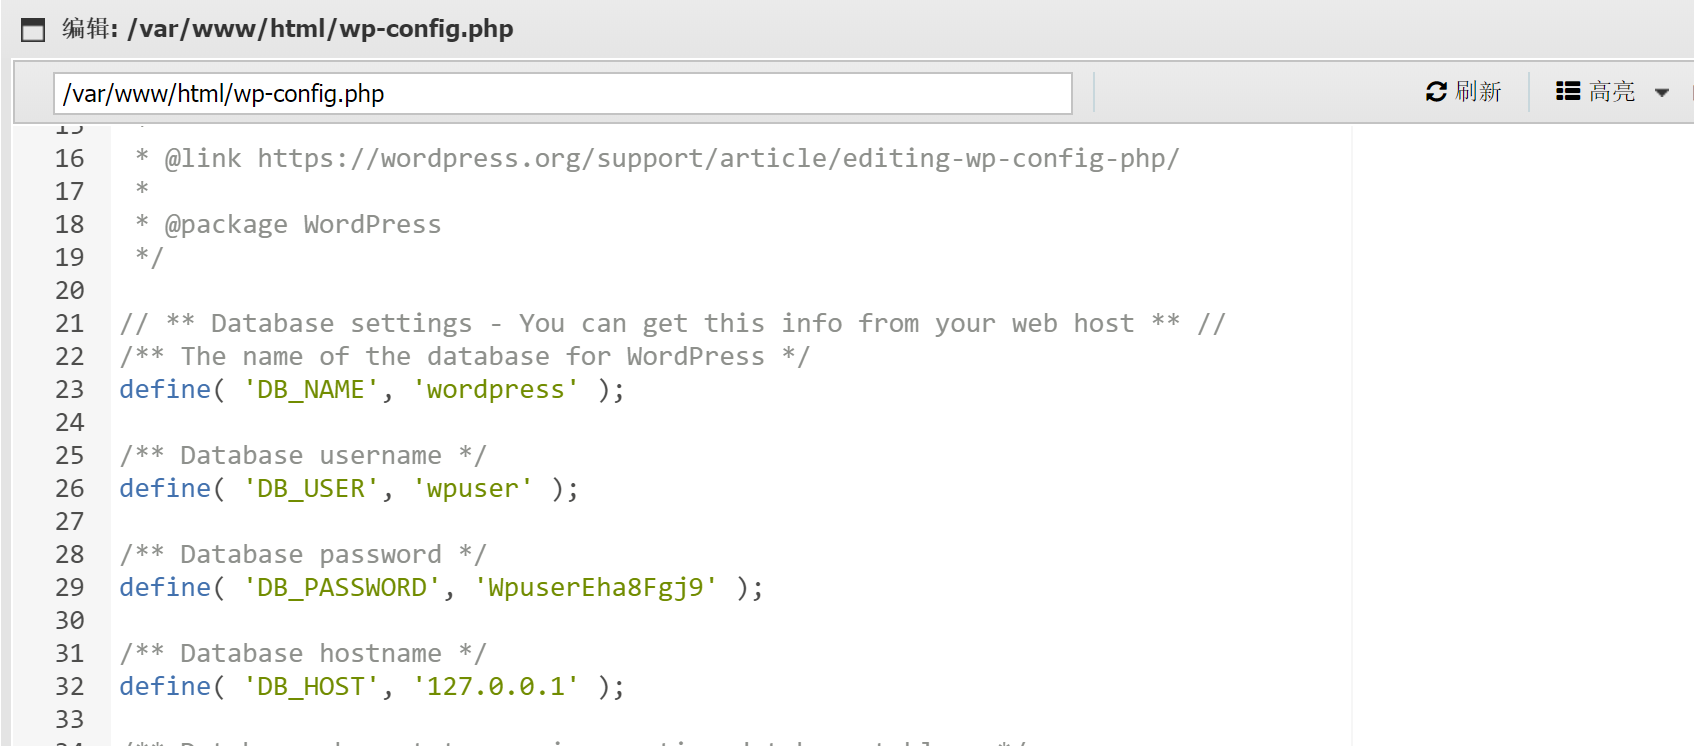 编辑: /var/www/html/wp-config.php
/var/www/html/wp-config.php 刷新 高亮
15 *
16 * @link https://wordpress.org/support/article/editing-wp-config-php/
17 *
18 * @package WordPress
19 */
20
21 // ** Database settings - You can get this info from your web host ** //
22 /** The name of the database for WordPress */
23 define( 'DB_NAME', 'wordpress' );
24
25 /** Database username */
26 define( 'DB_USER', 'wpuser' );
27
28 /** Database password */
29 define( 'DB_PASSWORD', 'WpuserEha8Fgj9' );
30
31 /** Database hostname */
32 define( 'DB_HOST', '127.0.0.1' );
33